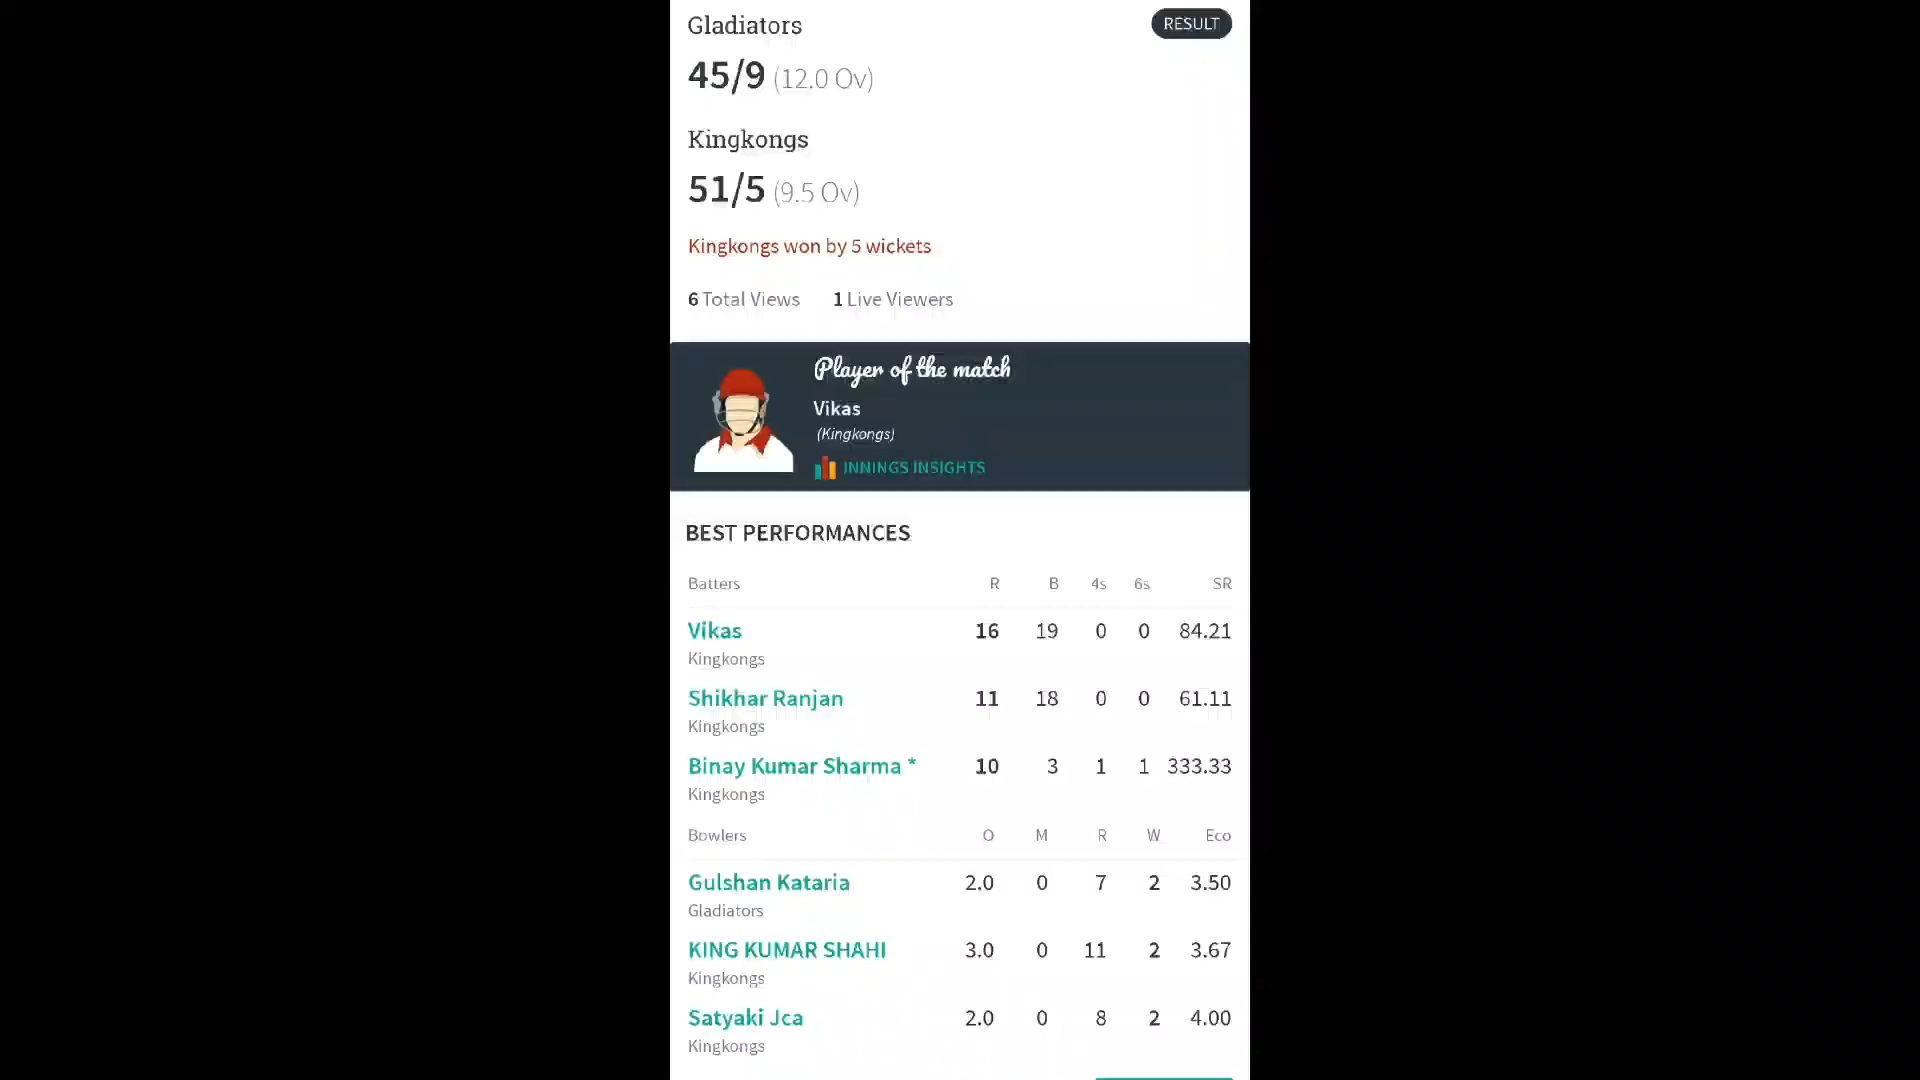 Gladiators RESULT
45/9 (12.0 Ov)
Kingkongs
51/5 (9.5 Ov)
Kingkongs won by 5 wickets
6 Total Views 1 Live Viewers
Player of the match
Vikas
(Kingkongs)
INNINGS INSIGHTS
BEST PERFORMANCES
Batters R B 4s 6s SR
Vikas 16 19 0 0 84.21
Kingkongs
Shikhar Ranjan 11 18 0 0 61.11
Kingkongs
Binay Kumar Sharma * 10 3 1 1 333.33
Kingkongs
Bowlers O M R W Eco
Gulshan Kataria 2.0 0 7 2 3.50
Gladiators
KING KUMAR SHAHI 3.0 0 11 2 3.67
Kingkongs
Satyaki Jca 2.0 0 8 2 4.00
Kingkongs